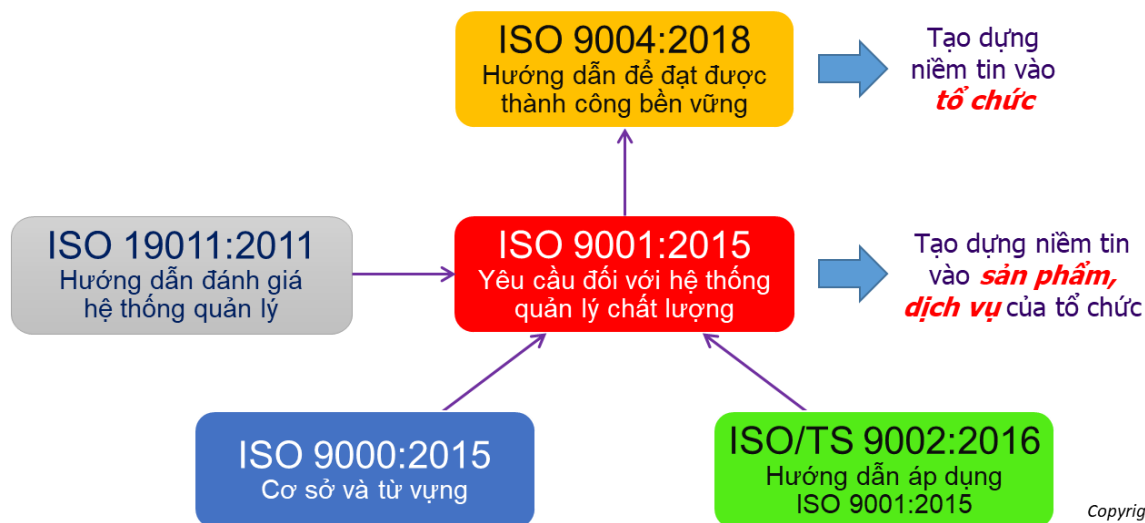 ISO 9004:2018
Hướng dẫn để đạt được
thành công bền vững
Tạo dựng
niềm tin vào
tổ chức
ISO 19011:2011
Hướng dẫn đánh giá
hệ thống quản lý
ISO 9001:2015
Yêu cầu đối với hệ thống
quản lý chất lượng
Tạo dựng niềm tin
vào sản phẩm,
dịch vụ của tổ chức
ISO 9000:2015
Cơ sở và từ vựng
ISO/TS 9002:2016
Hướng dẫn áp dụng
ISO 9001:2015
Copyrig